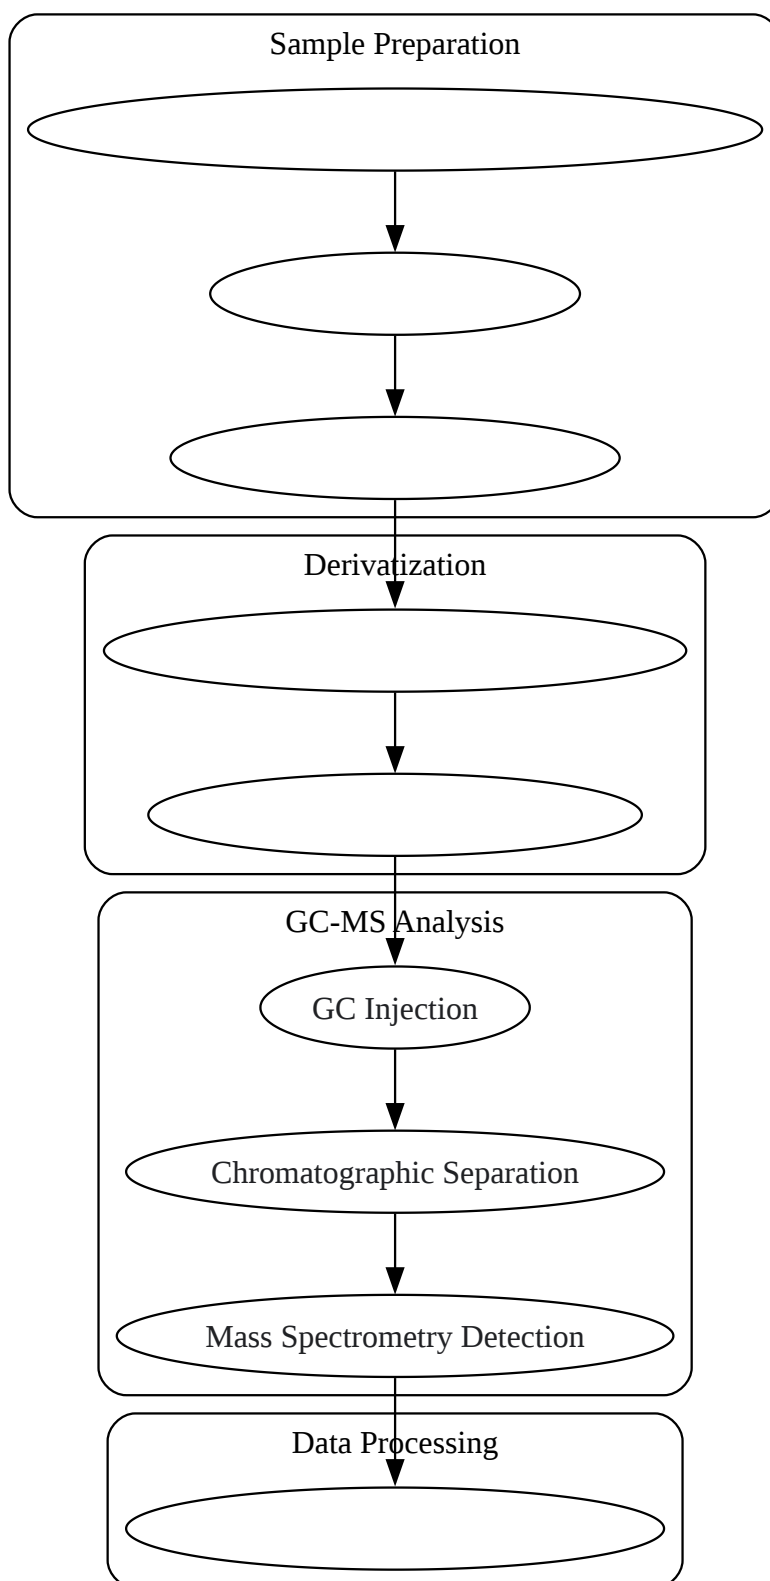 Sample Preparation
Derivatization
GC-MS Analysis
GC Injection
Chromatographic Separation
Mass Spectrometry Detection
Data Processing